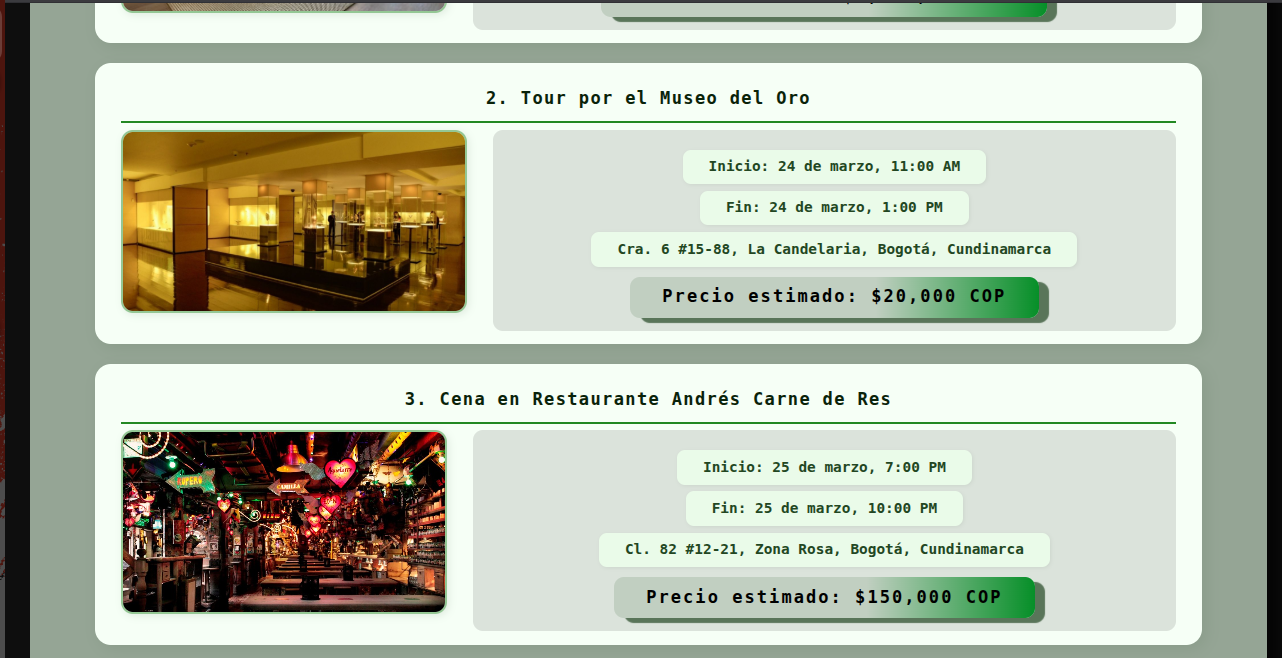 2. Tour por el Museo del Oro
Inicio: 24 de marzo, 11:00 AM
Fin: 24 de marzo, 1:00 PM
Cra. 6 #15-88, La Candelaria, Bogotá, Cundinamarca
Precio estimado: $20,000 COP
3. Cena en Restaurante Andrés Carne de Res
Inicio: 25 de marzo, 7:00 PM
Fin: 25 de marzo, 10:00 PM
Cl. 82 #12-21, Zona Rosa, Bogotá, Cundinamarca
Precio estimado: $150,000 COP